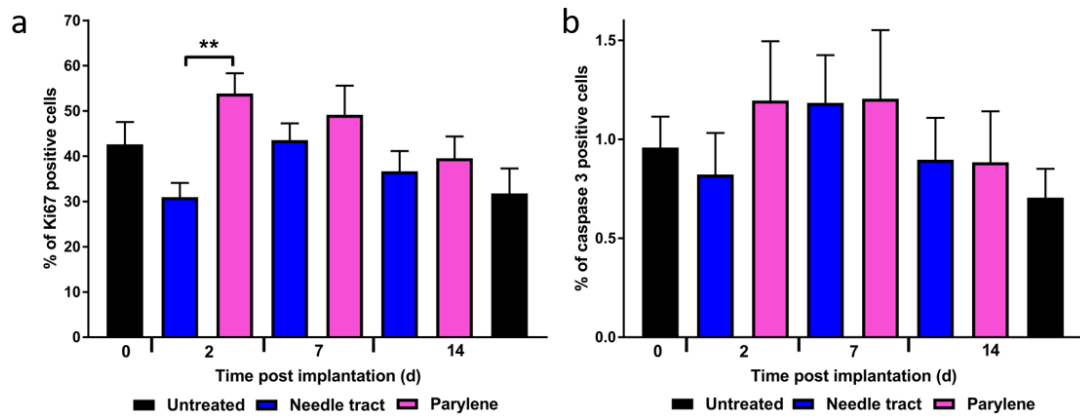 a
% of Ki67 positive cells
70
60
50
40
30
20
10
0
**
0 2 7 14
Time post implantation (d)
Untreated Needle tract Parylene
b
% of caspase 3 positive cells
1.5
1.0
0.5
0.0
0 2 7 14
Time post implantation (d)
Untreated Needle tract Parylene